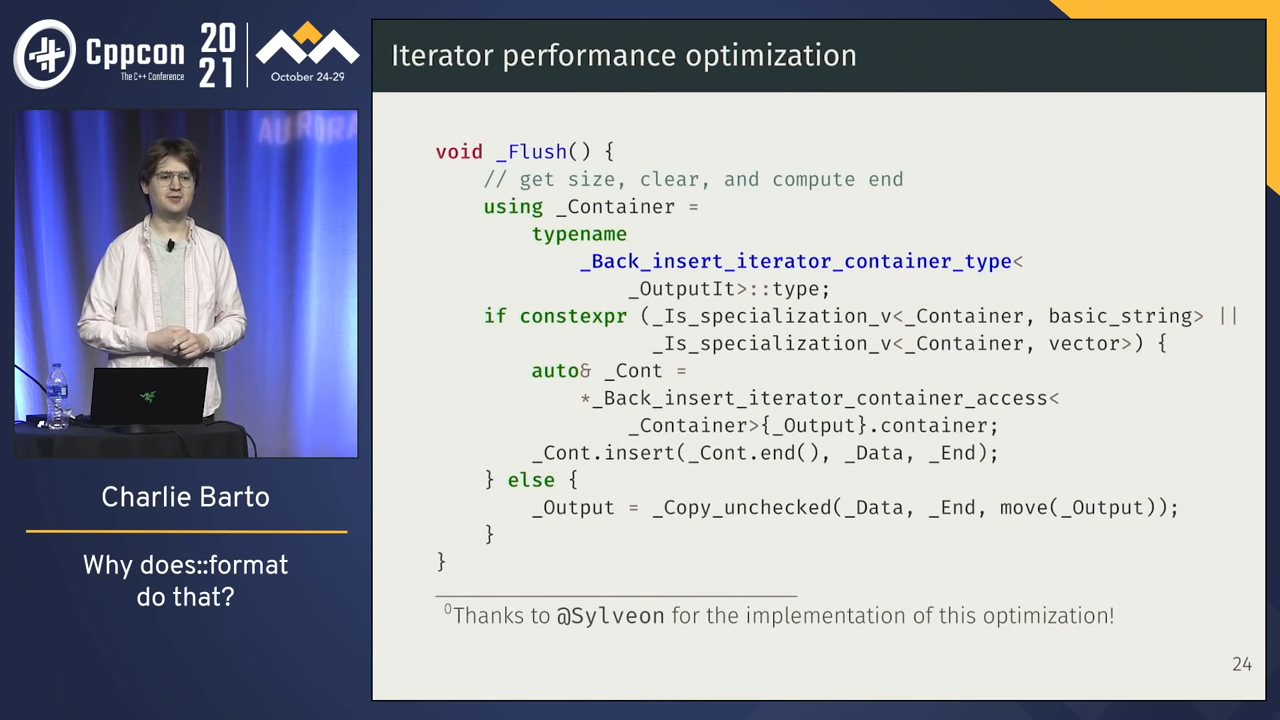 Cppcon
The C++ Conference
20
21
October 24-29
AURORA
Charlie Barto
Why does::format
do that?
Iterator performance optimization
void _Flush() {
    // get size, clear, and compute end
    using _Container =
        typename
            _Back_insert_iterator_container_type<
                _OutputIt>::type;
    if constexpr (_Is_specialization_v<_Container, basic_string> ||
                  _Is_specialization_v<_Container, vector>) {
        auto& _Cont =
            *_Back_insert_iterator_container_access<
                _Container>{_Output}.container;
        _Cont.insert(_Cont.end(), _Data, _End);
    } else {
        _Output = _Copy_unchecked(_Data, _End, move(_Output));
    }
}
0Thanks to @Sylveon for the implementation of this optimization!
24